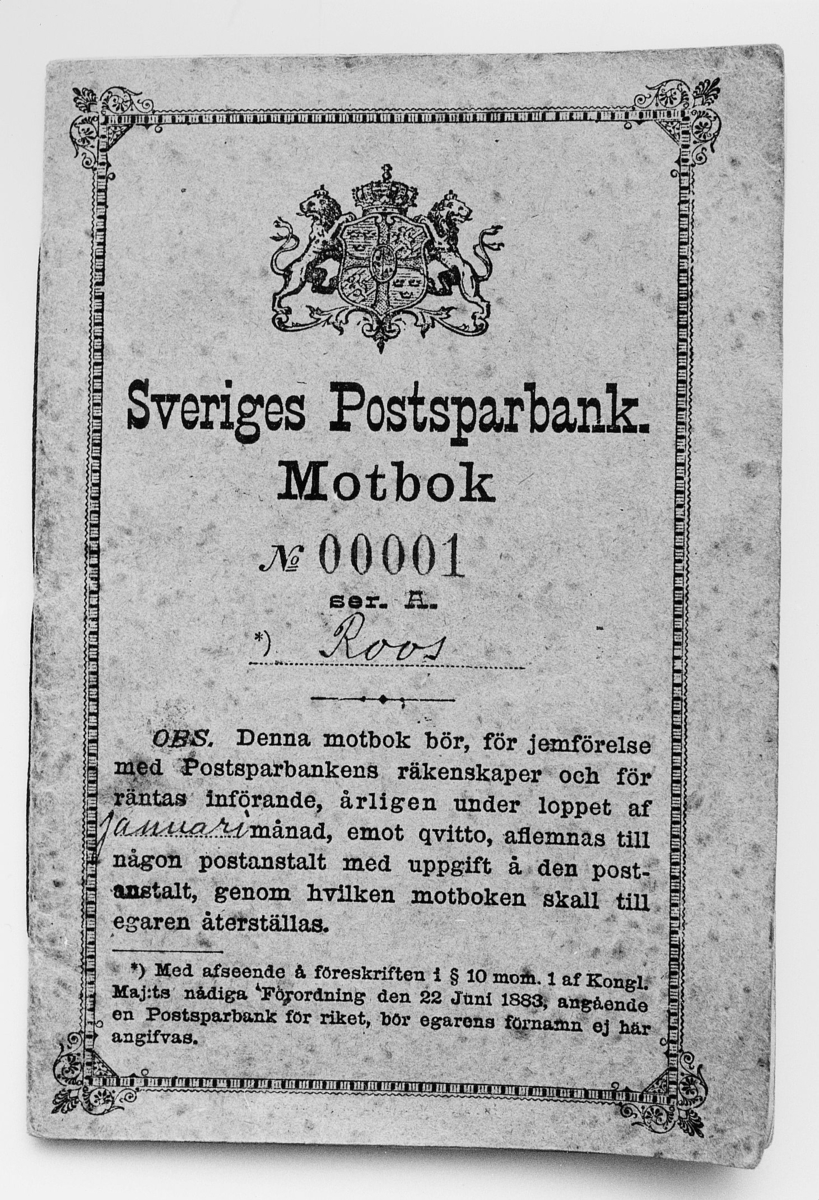 Sveriges Postsparbank.
Motbok
No 00001
ser. A.
*) Roos
OBS. Denna motbok bör, för jemförelse
med Postsparbankens räkenskaper och för
räntas införande, årligen under loppet af
januari månad, emot qvitto, aflemnas till
någon postanstalt med uppgift å den post-
anstalt, genom hvilken motboken skall till
egaren återställas.
*) Med afseende å föreskriften i § 10 mom. 1 af Kongl.
Maj:ts nådiga Förordning den 22 Juni 1883, angående
en Postsparbank för riket, bör egarens förnamn ej här
angifvas.